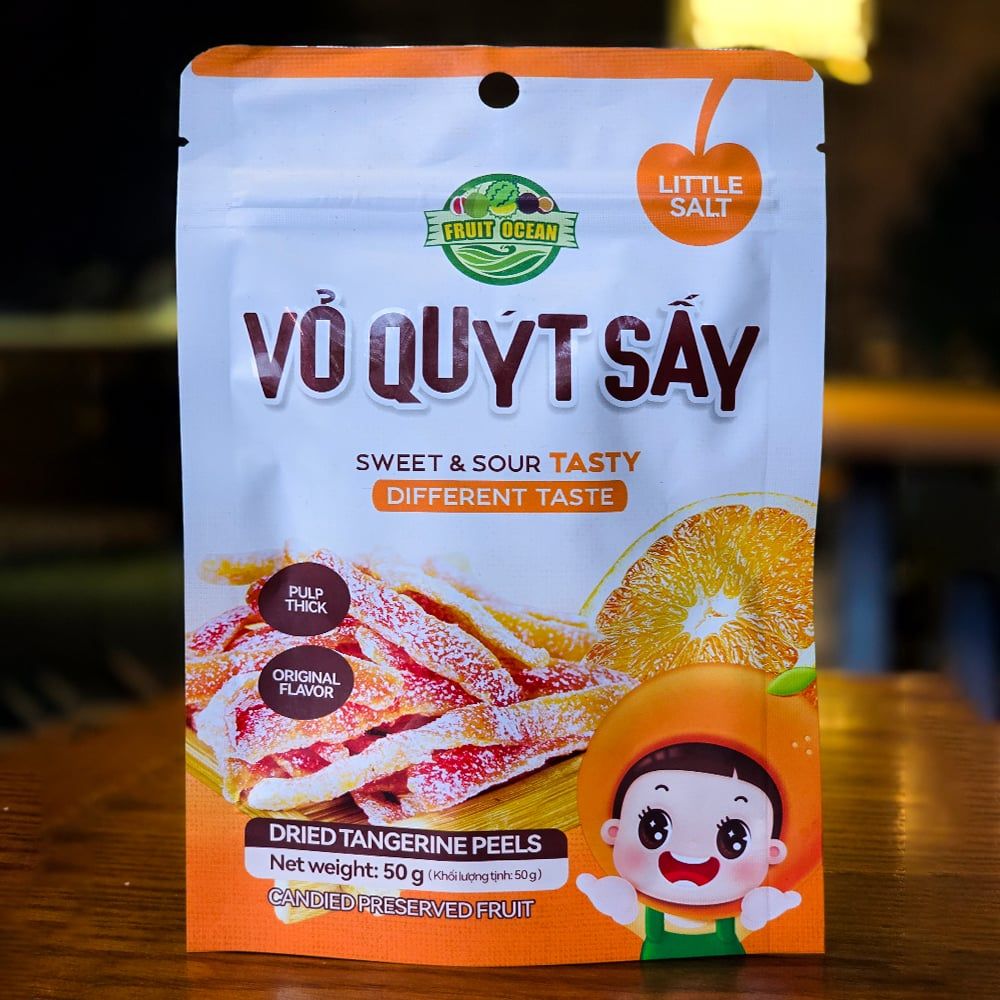 LITTLE
SALT
FRUIT OCEAN
VỎ QUÝT SẤY
SWEET & SOUR TASTY
DIFFERENT TASTE
PULP
THICK
ORIGINAL
FLAVOR
DRIED TANGERINE PEELS
Net weight: 50 g (Khối lượng tịnh: 50 g)
CANDIED PRESERVED FRUIT